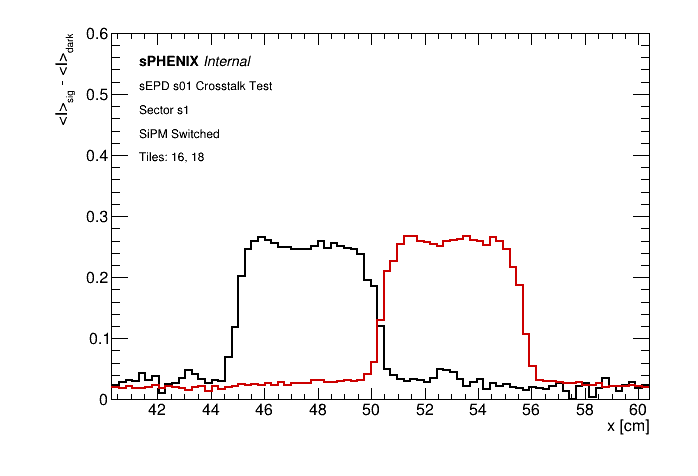 0.6
0.5
0.4
0.3
0.2
0.1
0
<I>sig - <I>dark
sPHENIX Internal
sEPD s01 Crosstalk Test
Sector s1
SiPM Switched
Tiles: 16, 18
42 44 46 48 50 52 54 56 58 60
x [cm]